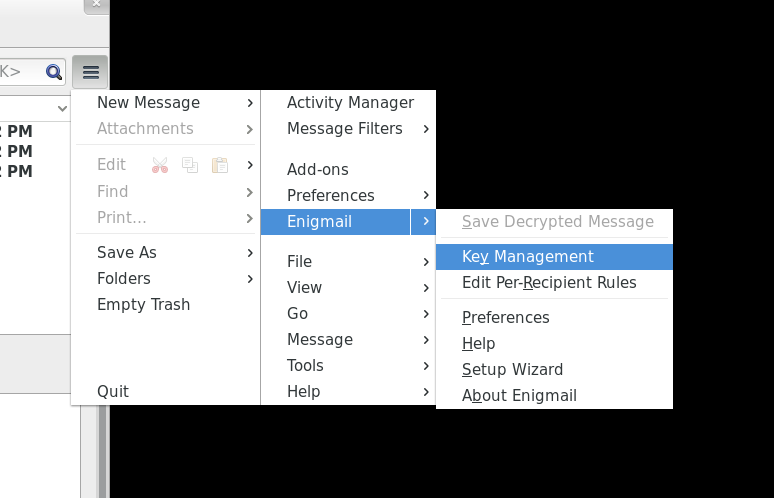 K>
2 PM
2 PM
2 PM
New Message
Attachments
Edit
Find
Print...
Save As
Folders
Empty Trash
Quit
Activity Manager
Message Filters
Add-ons
Preferences
Enigmail
File
View
Go
Message
Tools
Help
Save Decrypted Message
Key Management
Edit Per-Recipient Rules
Preferences
Help
Setup Wizard
About Enigmail